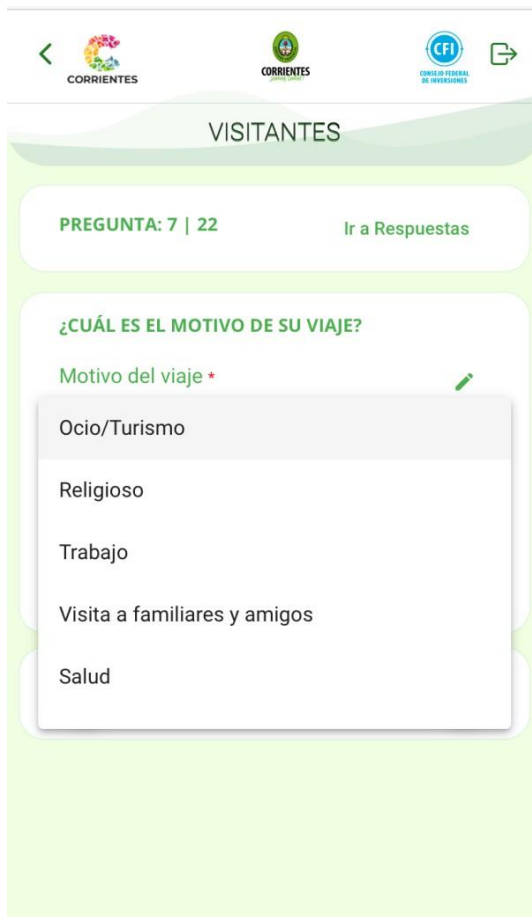 CORRIENTES
CORRIENTES
CFI
CONSEJO FEDERAL
DE INVERSIONES
VISITANTES
PREGUNTA: 7 | 22
Ir a Respuestas
¿CUÁL ES EL MOTIVO DE SU VIAJE?
Motivo del viaje *
Ocio/Turismo
Religioso
Trabajo
Visita a familiares y amigos
Salud